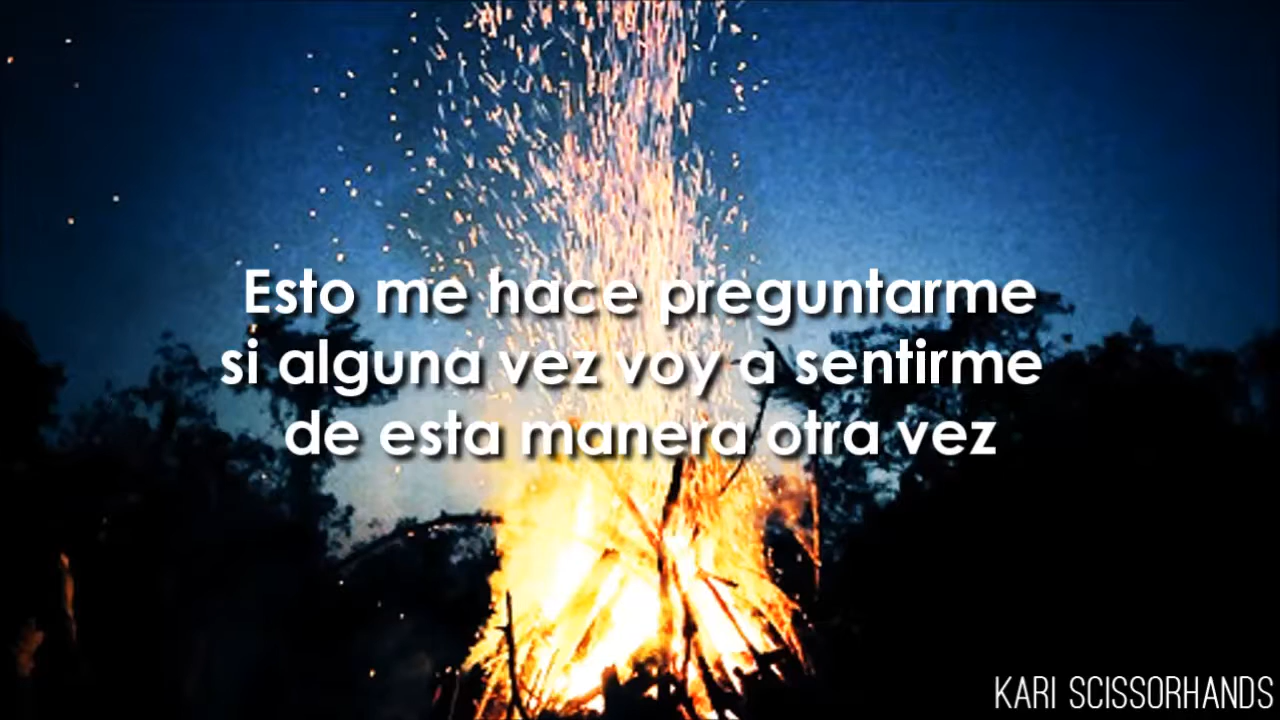 Esto me hace preguntarme
si alguna vez voy a sentirme
de esta manera otra vez
KARI SCISSORHANDS